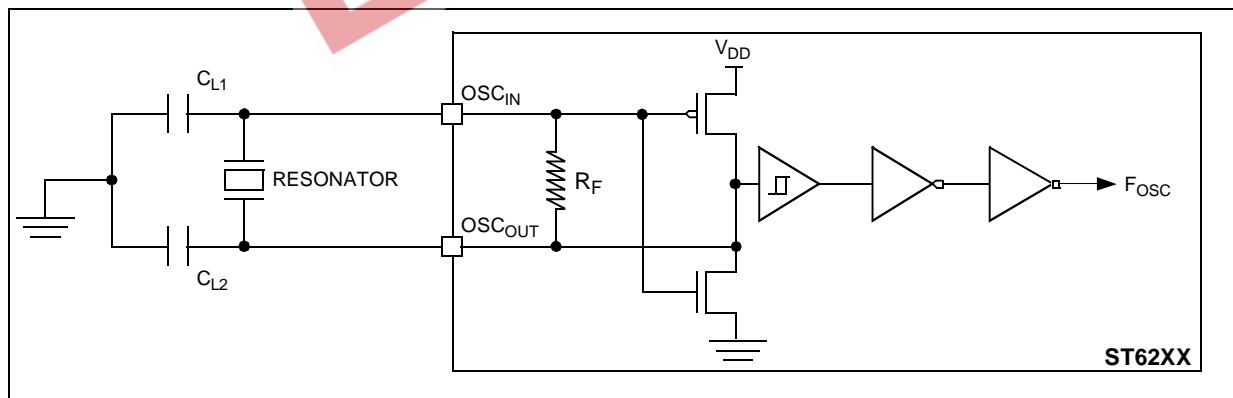 V_DD
C_L1
OSC_IN
RESONATOR
R_F
F_OSC
OSC_OUT
C_L2
ST62XX